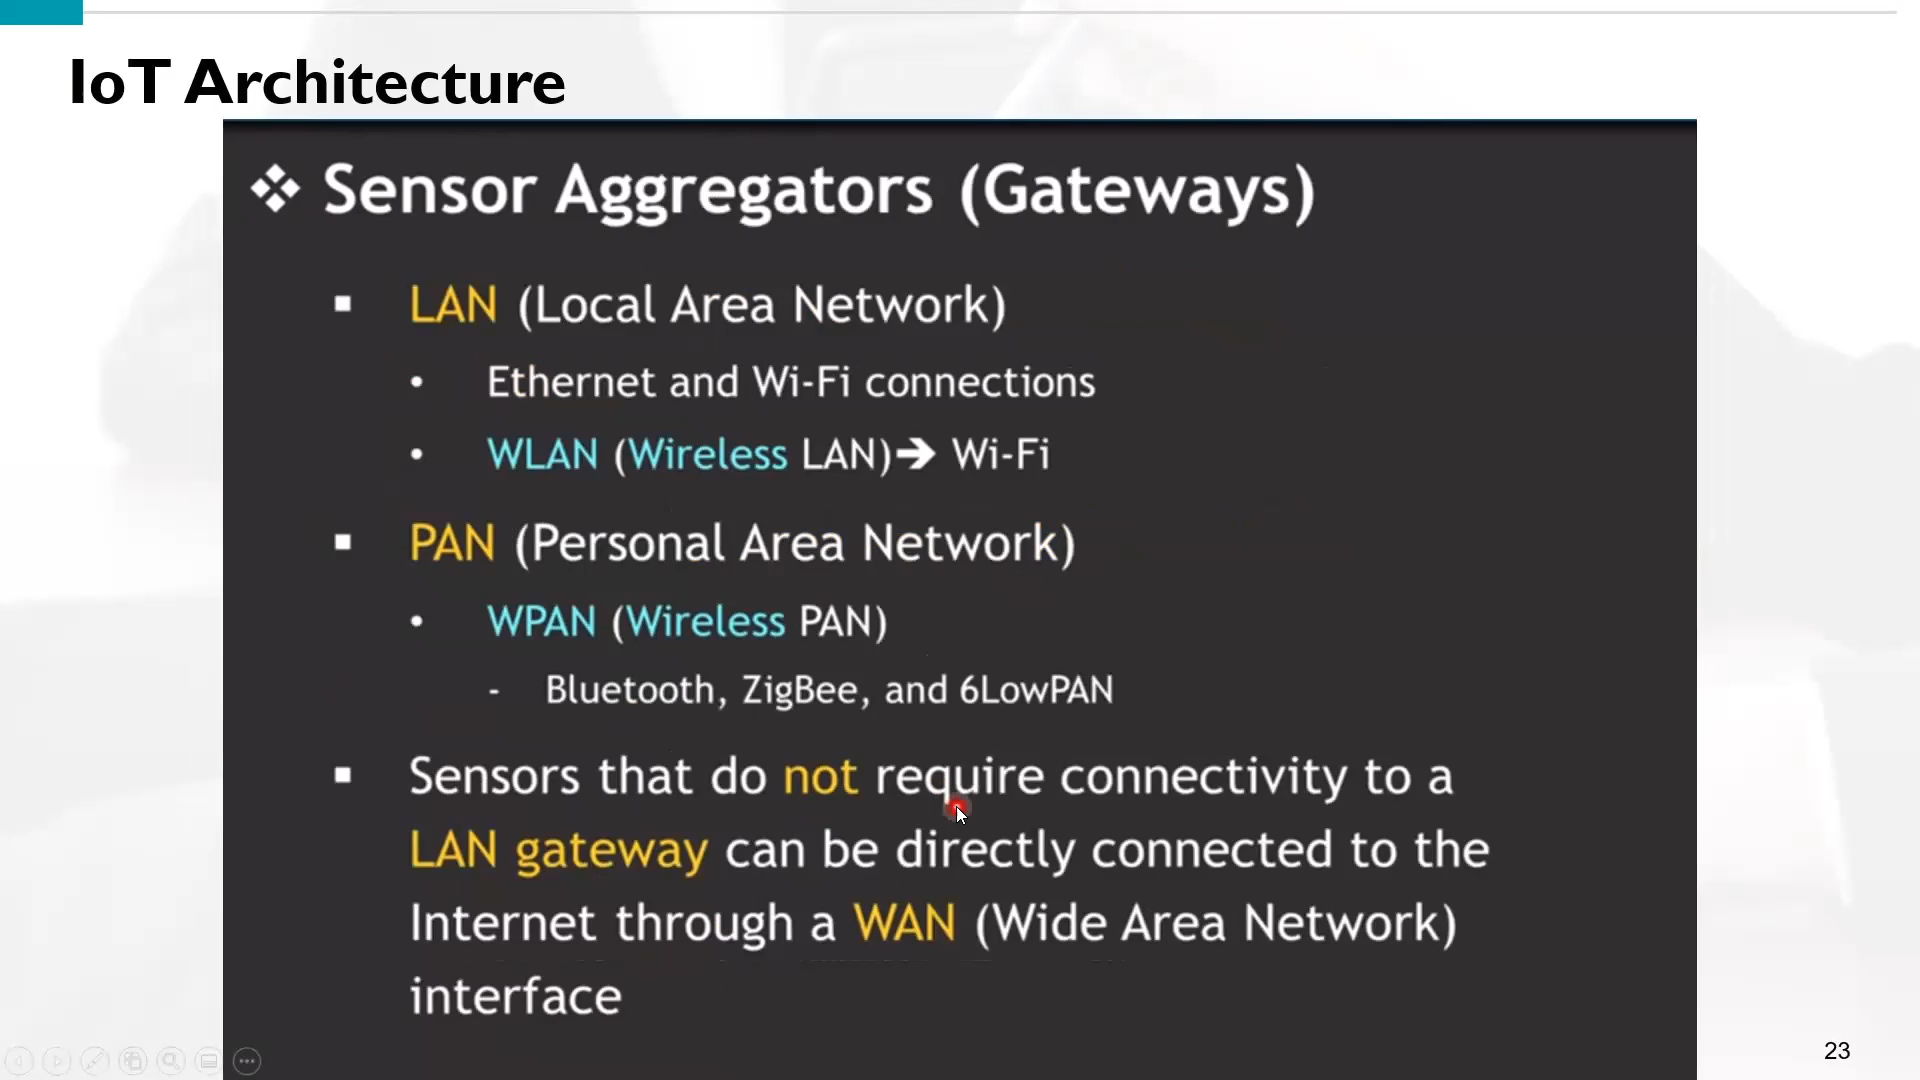 IoT Architecture
❖ Sensor Aggregators (Gateways)
▪ LAN (Local Area Network)
• Ethernet and Wi-Fi connections
• WLAN (Wireless LAN)➔ Wi-Fi
▪ PAN (Personal Area Network)
• WPAN (Wireless PAN)
- Bluetooth, ZigBee, and 6LowPAN
▪ Sensors that do not require connectivity to a
LAN gateway can be directly connected to the
Internet through a WAN (Wide Area Network)
interface
23